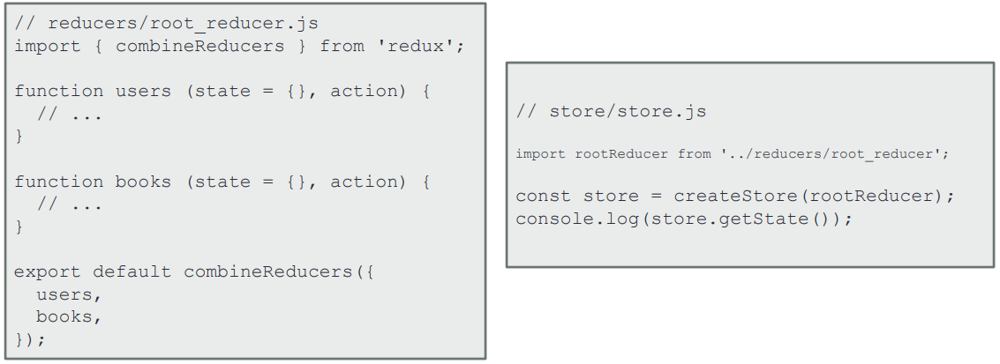 // reducers/root_reducer.js
import { combineReducers } from 'redux';
function users (state = {}, action) {
  // ...
}
function books (state = {}, action) {
  // ...
}
export default combineReducers({
  users,
  books,
});
// store/store.js
import rootReducer from '../reducers/root_reducer';
const store = createStore(rootReducer);
console.log(store.getState());